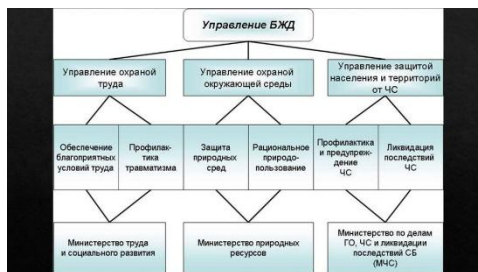 Управление БЖД
Управление охраной
труда
Управление охраной
окружающей среды
Управление защитой
населения и территорий
от ЧС
Обеспечение
благоприятных
условий труда
Профилак-
тика
травматизма
Защита
природных
сред
Рациональное
природо-
пользование
Профилактика
и предупреж-
дение
ЧС
Ликвидация
последствий
ЧС
Министерство труда
и социального развития
Министерство природных
ресурсов
Министерство по делам
ГО, ЧС и ликвидации
последствий СБ
(МЧС)